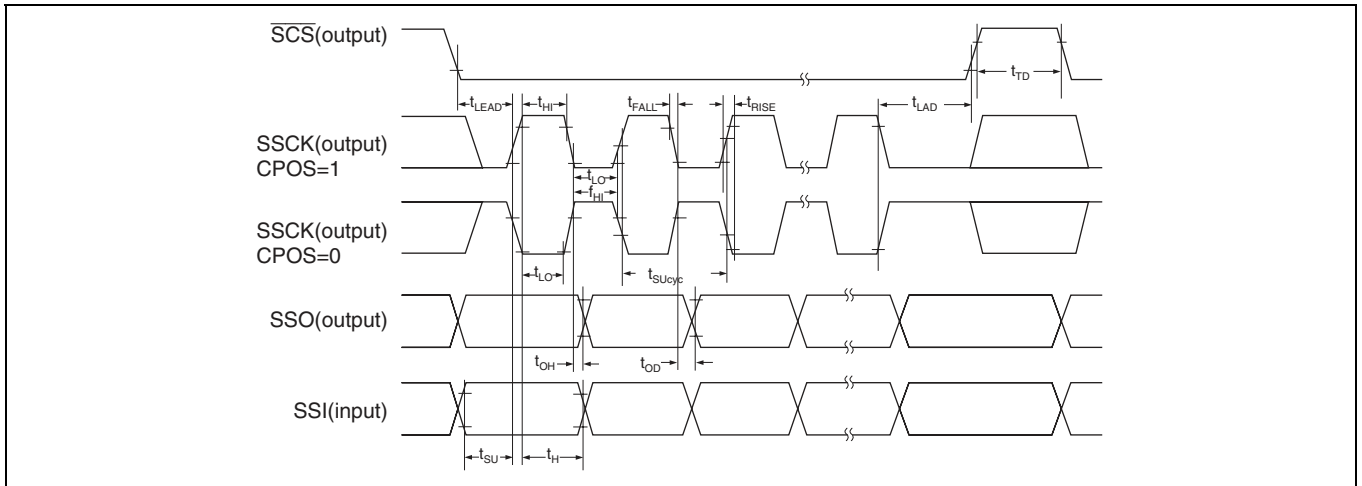 SCS(output)
tTD
tLEAD
tHI
tFALL
tRISE
tLAD
SSCK(output)
CPOS=1
tLO
fHI
SSCK(output)
CPOS=0
tLO
tSUcyc
SSO(output)
tOH
tOD
SSI(input)
tSU
tH